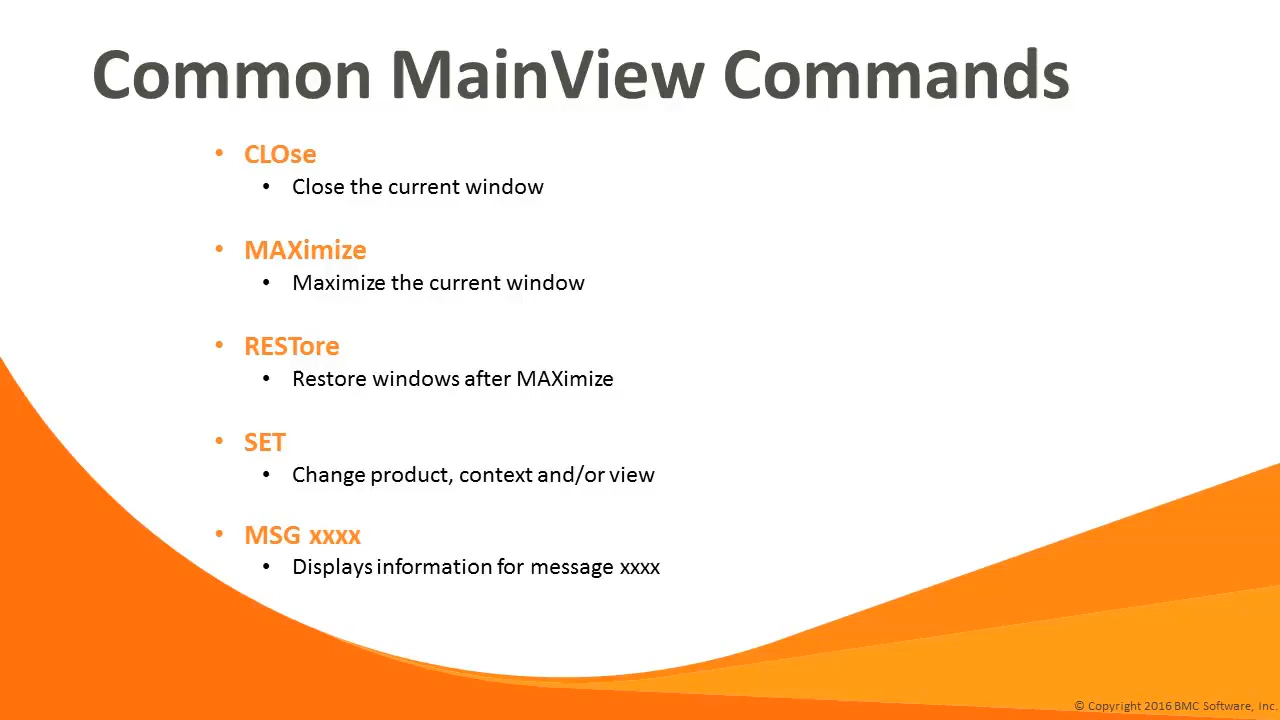 Common MainView Commands
• CLOse
• Close the current window
• MAXimize
• Maximize the current window
• RESTore
• Restore windows after MAXimize
• SET
• Change product, context and/or view
• MSG xxxx
• Displays information for message xxxx
© Copyright 2016 BMC Software, Inc.